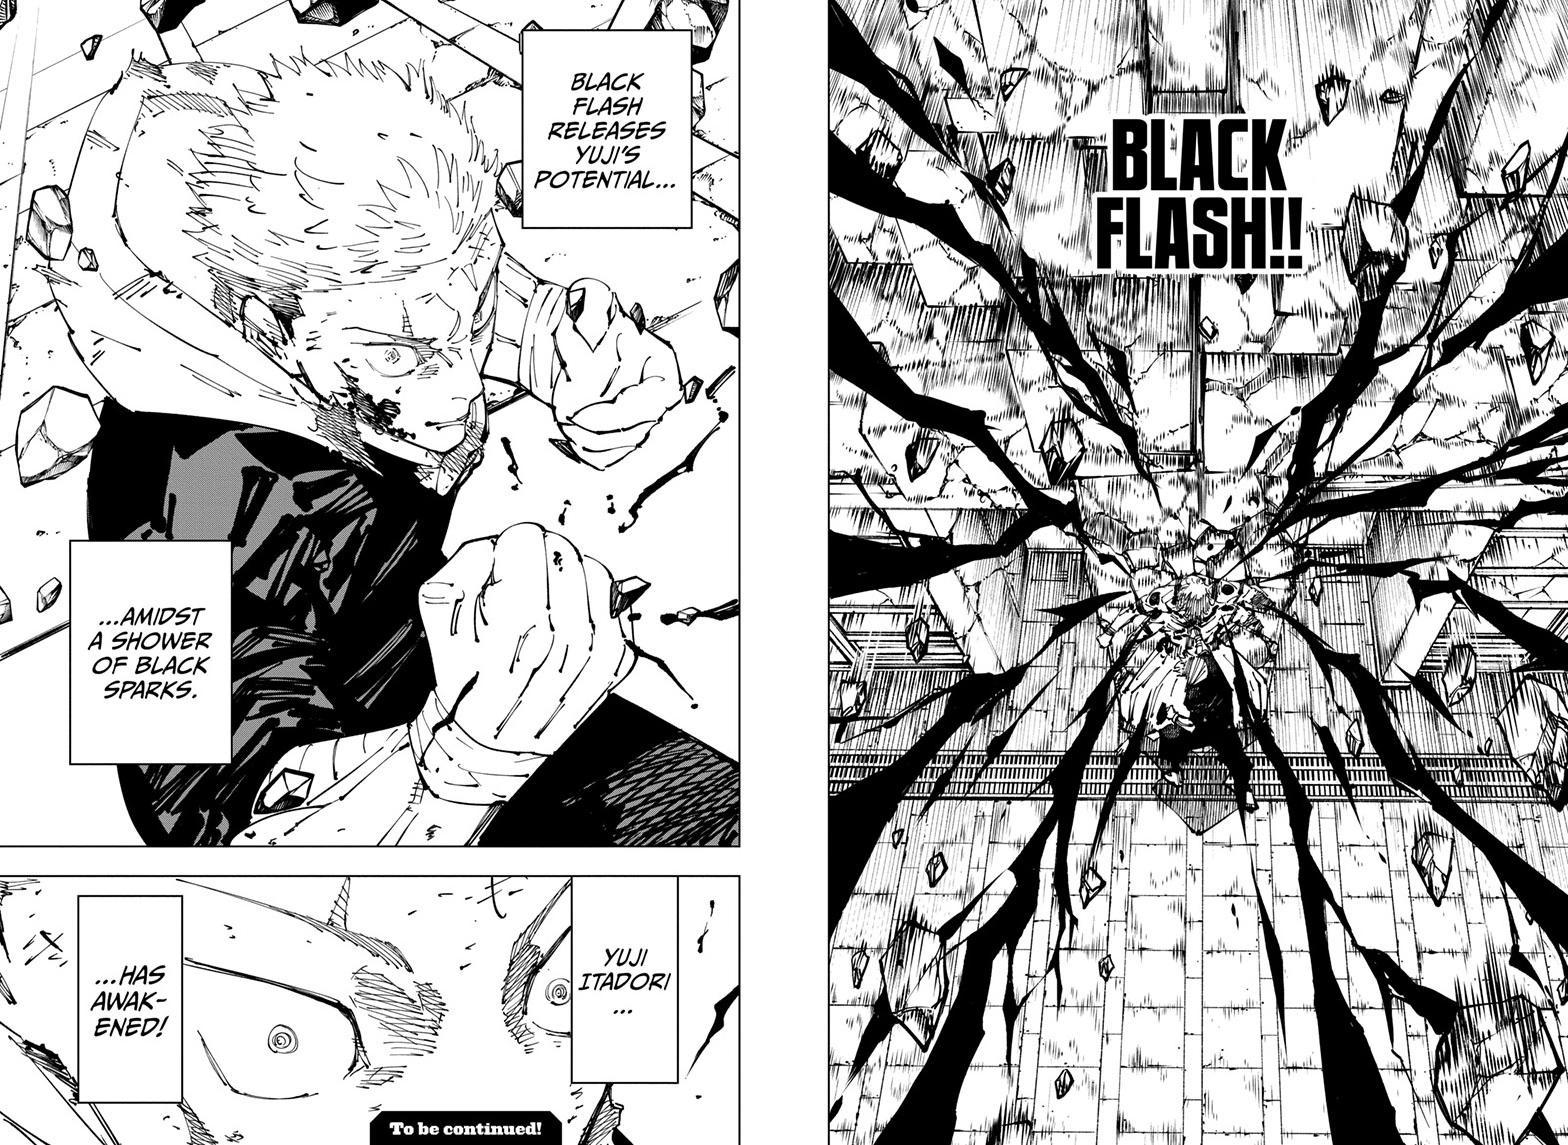 BLACK
FLASH!!
BLACK
FLASH
RELEASES
YUJI'S
POTENTIAL...
...AMIDST
A SHOWER
OF BLACK
SPARKS.
YUJI
ITADORI
...
...HAS
AWAK-
ENED!
To be continued!